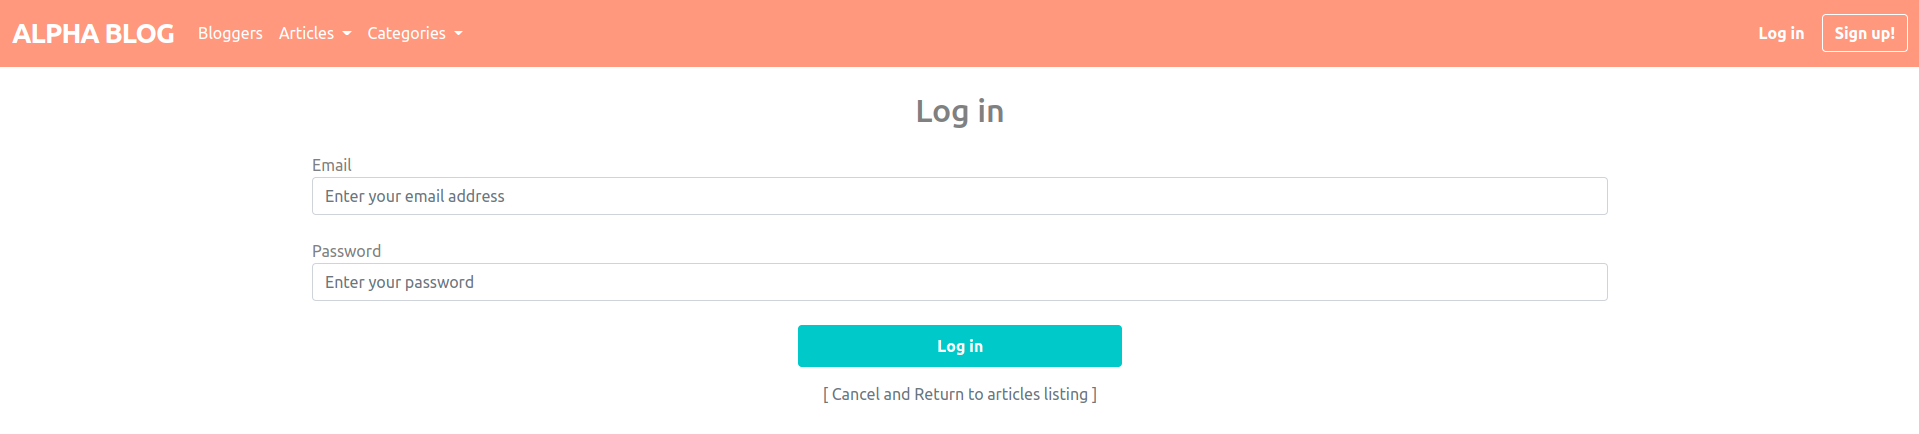 ALPHA BLOG Bloggers Articles Categories Log in Sign up!
Log in
Email
Enter your email address
Password
Enter your password
Log in
[ Cancel and Return to articles listing ]